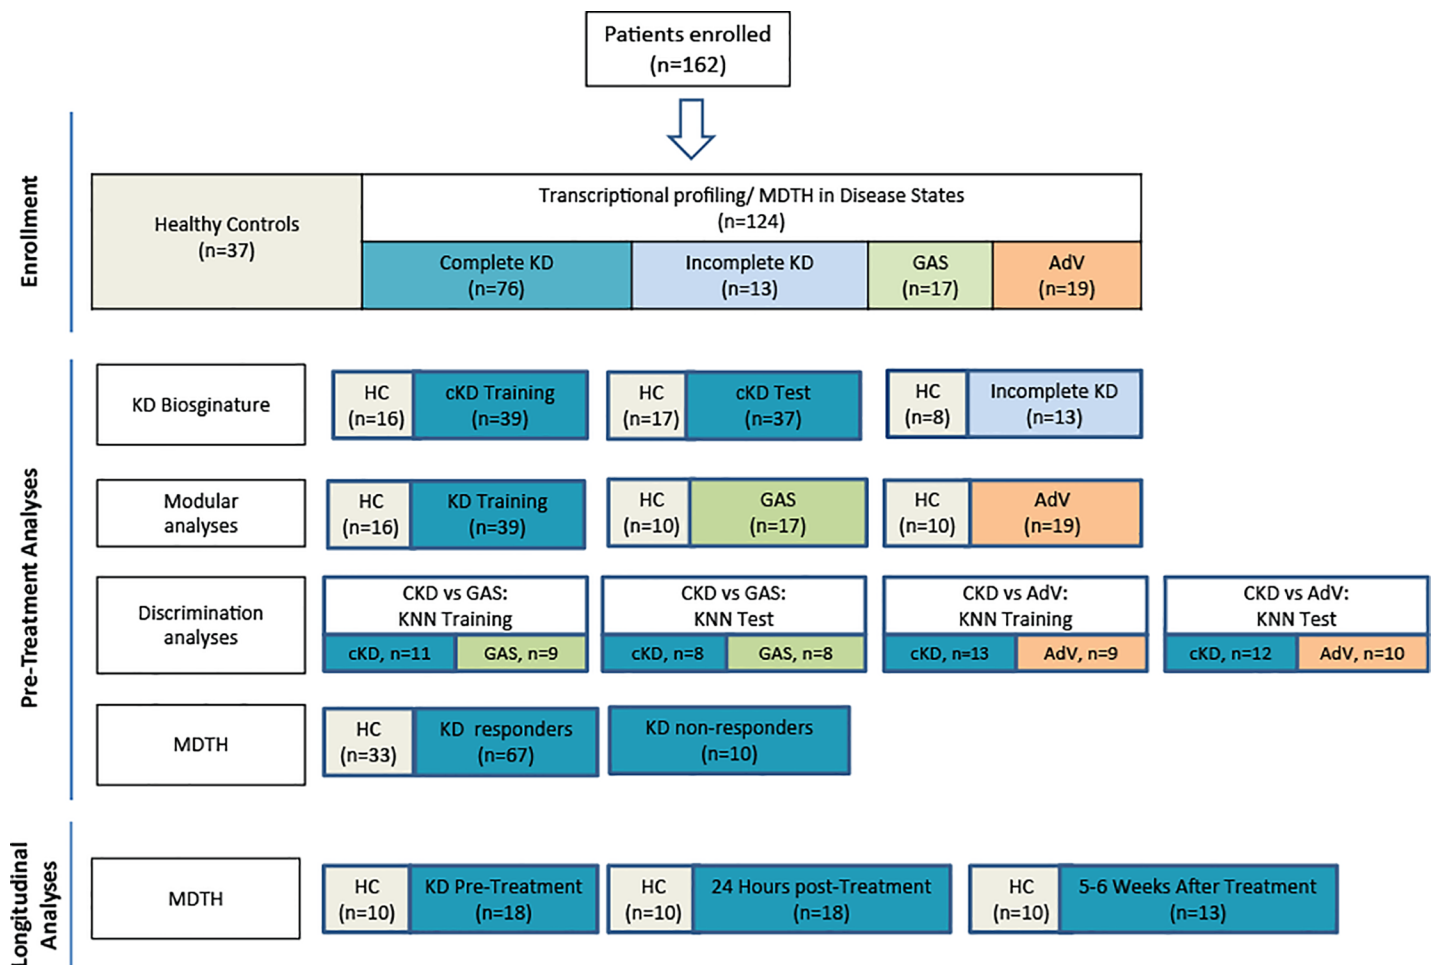 Patients enrolled
(n=162)
Enrollment
Healthy Controls
(n=37)
Transcriptional profiling/ MDTH in Disease States
(n=124)
Complete KD
(n=76)
Incomplete KD
(n=13)
GAS
(n=17)
AdV
(n=19)
Pre-Treatment Analyses
KD Biosginature
HC
(n=16)
cKD Training
(n=39)
HC
(n=17)
cKD Test
(n=37)
HC
(n=8)
Incomplete KD
(n=13)
Modular
analyses
HC
(n=16)
KD Training
(n=39)
HC
(n=10)
GAS
(n=17)
HC
(n=10)
AdV
(n=19)
Discrimination
analyses
CKD vs GAS:
KNN Training
cKD, n=11
GAS, n=9
CKD vs GAS:
KNN Test
cKD, n=8
GAS, n=8
CKD vs AdV:
KNN Training
cKD, n=13
AdV, n=9
CKD vs AdV:
KNN Test
cKD, n=12
AdV, n=10
MDTH
HC
(n=33)
KD responders
(n=67)
KD non-responders
(n=10)
Longitudinal
Analyses
MDTH
HC
(n=10)
KD Pre-Treatment
(n=18)
HC
(n=10)
24 Hours post-Treatment
(n=18)
HC
(n=10)
5-6 Weeks After Treatment
(n=13)